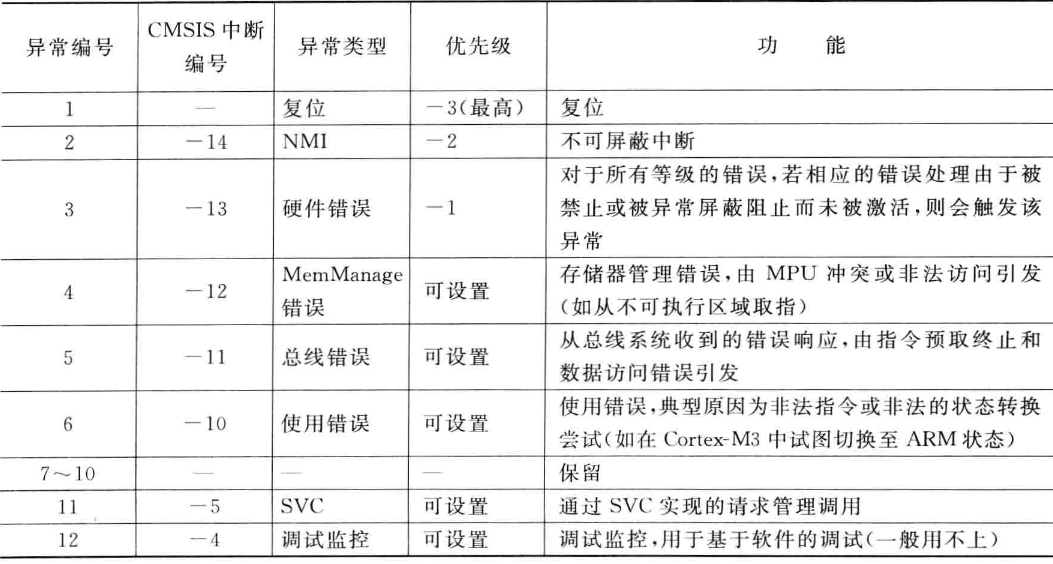 异常编号 CMSIS 中断编号 异常类型 优先级 功 能
1 — 复位 －3(最高) 复位
2 －14 NMI －2 不可屏蔽中断
3 －13 硬件错误 －1 对于所有等级的错误,若相应的错误处理由于被
禁止或被异常屏蔽阻止而未被激活,则会触发该
异常
4 －12 MemManage 错误 可设置 存储器管理错误,由 MPU 冲突或非法访问引发
(如从不可执行区域取指)
5 －11 总线错误 可设置 从总线系统收到的错误响应,由指令预取终止和
数据访问错误引发
6 －10 使用错误 可设置 使用错误,典型原因为非法指令或非法的状态转换
尝试(如在 Cortex-M3 中试图切换至 ARM 状态)
7～10 — — — 保留
11 －5 SVC 可设置 通过 SVC 实现的请求管理调用
12 －4 调试监控 可设置 调试监控,用于基于软件的调试(一般用不上)